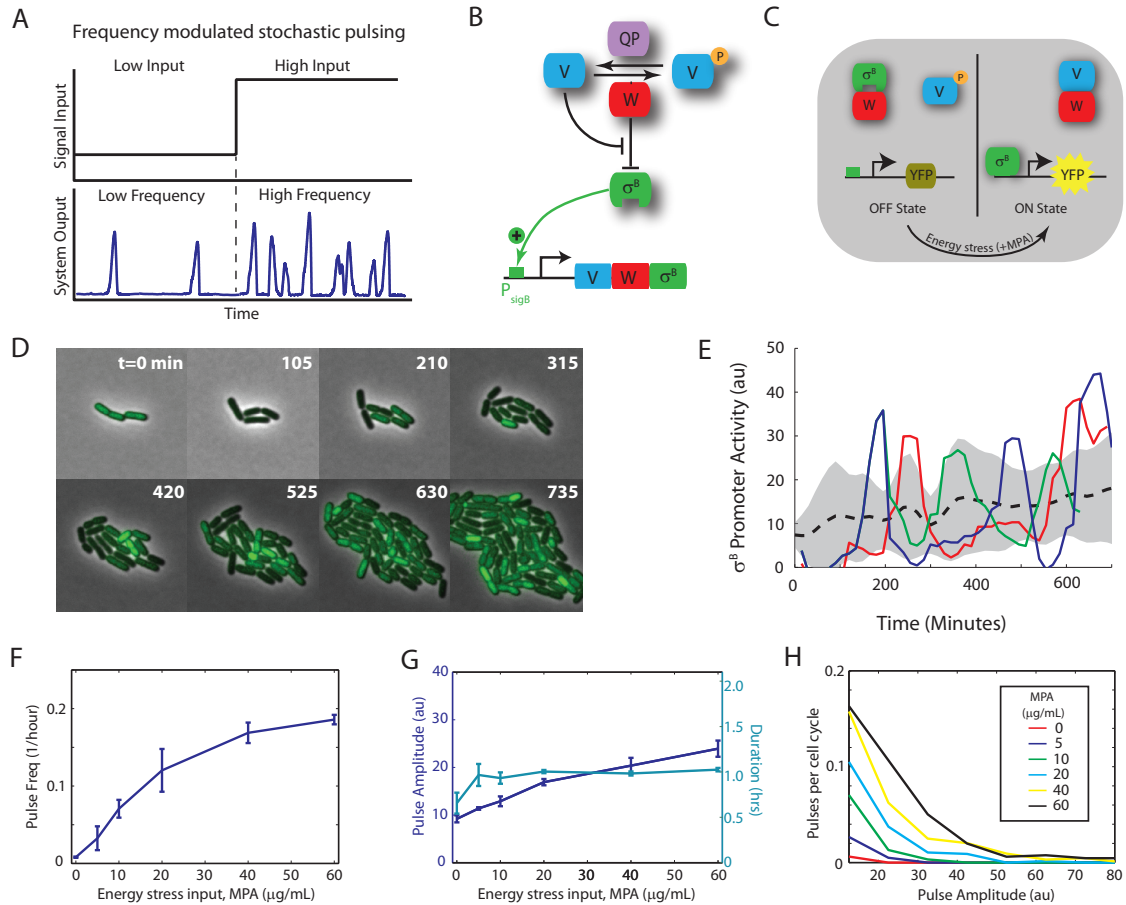 A
Frequency modulated stochastic pulsing
Low Input
High Input
Signal Input
Low Frequency
High Frequency
System Ouput
Time
B
QP
V
V
P
W
σB
+
PsigB
V
W
σB
C
σB
W
V
P
V
W
σB
YFP
YFP
OFF State
ON State
Energy stress (+MPA)
D
t=0 min
105
210
315
420
525
630
735
E
σB Promoter Activity (au)
50
40
30
20
10
0
0
200
400
600
Time (Minutes)
F
Pulse Freq (1/hour)
0.2
0.1
0
0 10 20 30 40 50 60
Energy stress input, MPA (μg/mL)
G
Pulse Amplitude (au)
40
30
20
10
0
2.0
1.5
1.0
0.5
0
Duration (hrs)
0 10 20 30 40 50 60
Energy stress input, MPA (μg/mL)
H
Pulses per cell cycle
0.2
0.1
0
MPA
(μg/mL)
0
5
10
20
40
60
20 30 40 50 60 70 80
Pulse Amplitude (au)